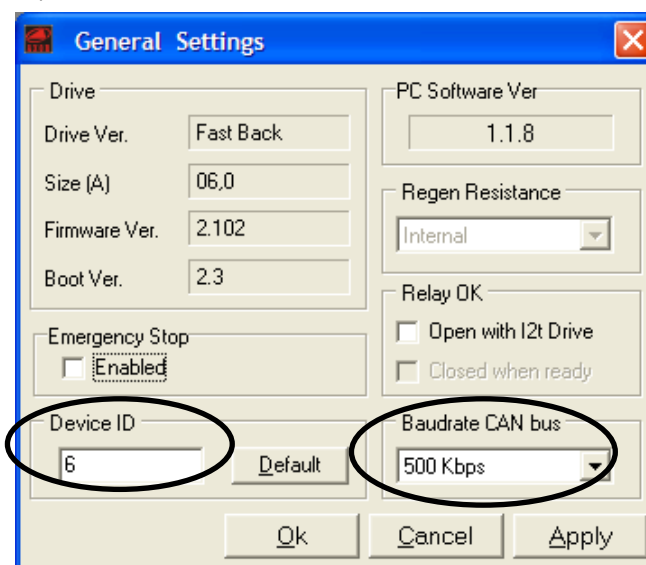 General Settings
Drive
Drive Ver. Fast Back
Size (A) 06,0
Firmware Ver. 2.102
Boot Ver. 2.3
PC Software Ver
1.1.8
Regen Resistance
Internal
Relay OK
Open with I2t Drive
Closed when ready
Emergency Stop
Enabled
Device ID
6 Default
Baudrate CAN bus
500 Kbps
Ok Cancel Apply